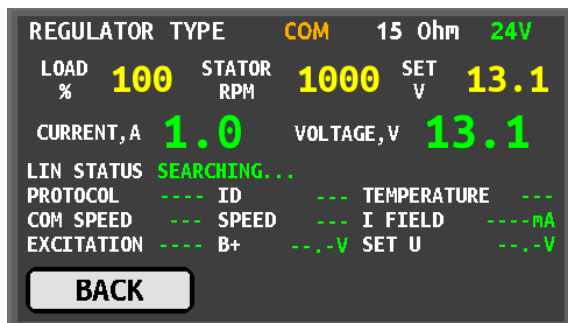 REGULATOR TYPE COM 15 Ohm 24V
LOAD % 100 STATOR RPM 1000 SET V 13.1
CURRENT,A 1.0 VOLTAGE,V 13.1
LIN STATUS SEARCHING...
PROTOCOL ---- ID --- TEMPERATURE ---
COM SPEED --- SPEED --- I FIELD ----mA
EXCITATION ---- B+ --.-V SET U --.-V
BACK